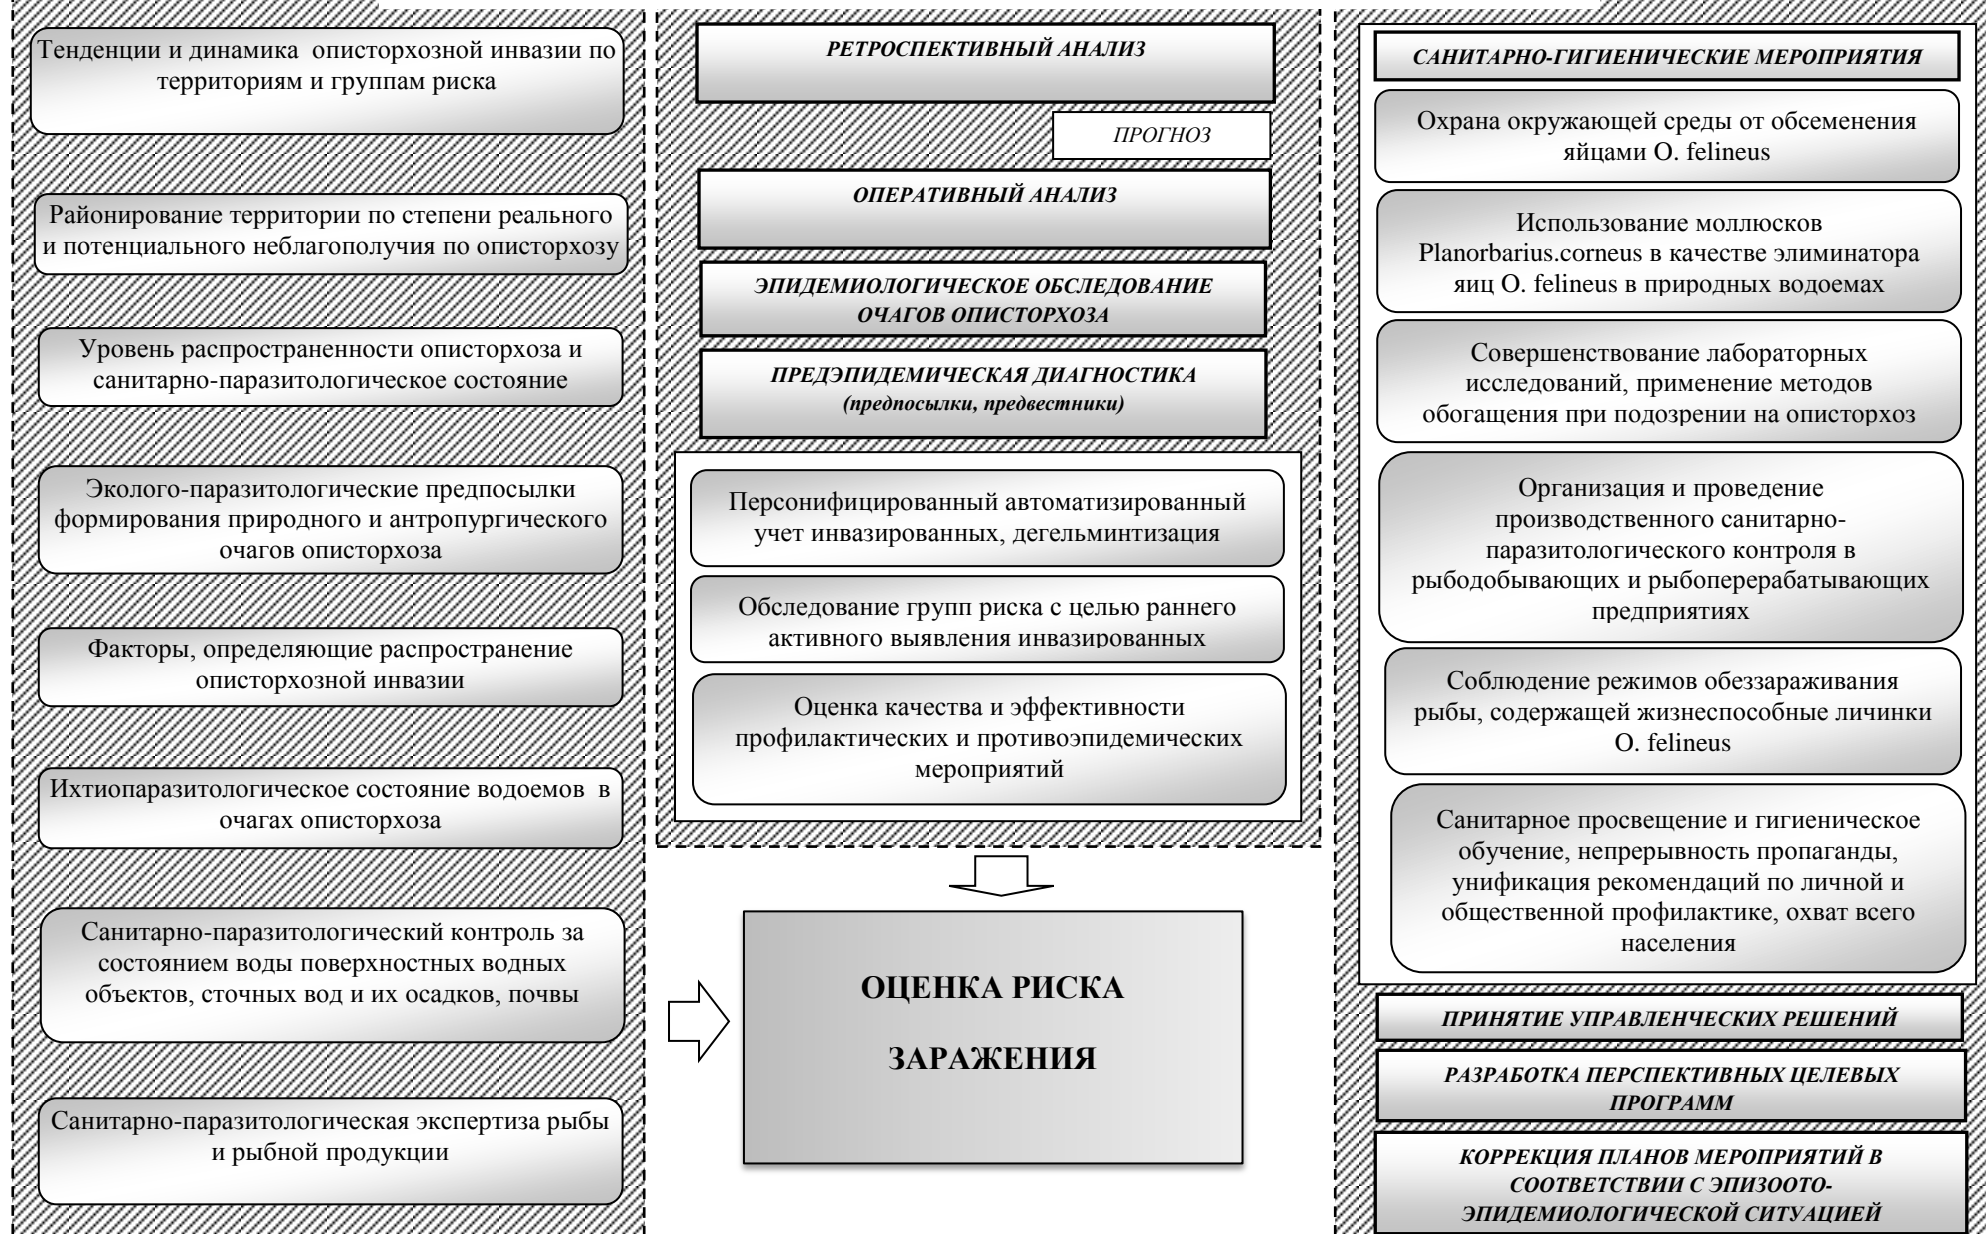 Тенденции и динамика описторхозной инвазии по
территориям и группам риска
Районирование территории по степени реального
и потенциального неблагополучия по описторхозу
Уровень распространенности описторхоза и
санитарно-паразитологическое состояние
Эколого-паразитологические предпосылки
формирования природного и антропургического
очагов описторхоза
Факторы, определяющие распространение
описторхозной инвазии
Ихтиопаразитологическое состояние водоемов в
очагах описторхоза
Санитарно-паразитологический контроль за
состоянием воды поверхностных водных
объектов, сточных вод и их осадков, почвы
Санитарно-паразитологическая экспертиза рыбы
и рыбной продукции
РЕТРОСПЕКТИВНЫЙ АНАЛИЗ
ПРОГНОЗ
ОПЕРАТИВНЫЙ АНАЛИЗ
ЭПИДЕМИОЛОГИЧЕСКОЕ ОБСЛЕДОВАНИЕ
ОЧАГОВ ОПИСТОРХОЗА
ПРЕДЭПИДЕМИЧЕСКАЯ ДИАГНОСТИКА
(предпосылки, предвестники)
Персонифицированный автоматизированный
учет инвазированных, дегельминтизация
Обследование групп риска с целью раннего
активного выявления инвазированных
Оценка качества и эффективности
профилактических и противоэпидемических
мероприятий
ОЦЕНКА РИСКА
ЗАРАЖЕНИЯ
САНИТАРНО-ГИГИЕНИЧЕСКИЕ МЕРОПРИЯТИЯ
Охрана окружающей среды от обсеменения
яйцами O. felineus
Использование моллюсков
Planorbarius.corneus в качестве элиминатора
яиц O. felineus в природных водоемах
Совершенствование лабораторных
исследований, применение методов
обогащения при подозрении на описторхоз
Организация и проведение
производственного санитарно-
паразитологического контроля в
рыбодобывающих и рыбоперерабатывающих
предприятиях
Соблюдение режимов обеззараживания
рыбы, содержащей жизнеспособные личинки
O. felineus
Санитарное просвещение и гигиеническое
обучение, непрерывность пропаганды,
унификация рекомендаций по личной и
общественной профилактике, охват всего
населения
ПРИНЯТИЕ УПРАВЛЕНЧЕСКИХ РЕШЕНИЙ
РАЗРАБОТКА ПЕРСПЕКТИВНЫХ ЦЕЛЕВЫХ
ПРОГРАММ
КОРРЕКЦИЯ ПЛАНОВ МЕРОПРИЯТИЙ В
СООТВЕТСТВИИ С ЭПИЗООТО-
ЭПИДЕМИОЛОГИЧЕСКОЙ СИТУАЦИЕЙ